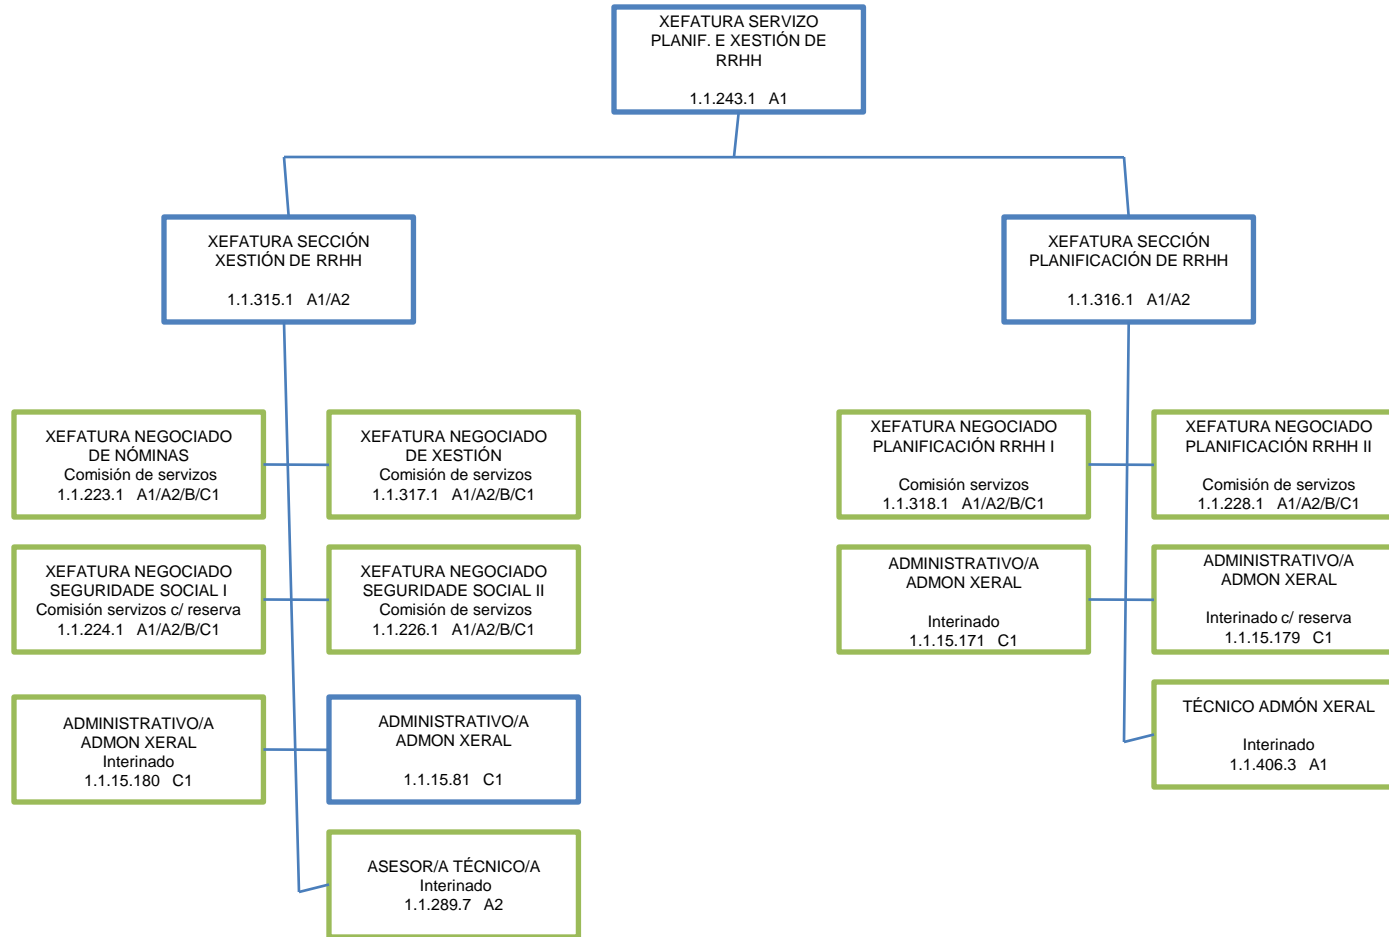 XEFATURA SERVIZO
PLANIF. E XESTIÓN DE
RRHH
1.1.243.1 A1
XEFATURA SECCIÓN
XESTIÓN DE RRHH
1.1.315.1 A1/A2
XEFATURA SECCIÓN
PLANIFICACIÓN DE RRHH
1.1.316.1 A1/A2
XEFATURA NEGOCIADO
DE NÓMINAS
Comisión de servizos
1.1.223.1 A1/A2/B/C1
XEFATURA NEGOCIADO
DE XESTIÓN
Comisión de servizos
1.1.317.1 A1/A2/B/C1
XEFATURA NEGOCIADO
PLANIFICACIÓN RRHH I
Comisión servizos
1.1.318.1 A1/A2/B/C1
XEFATURA NEGOCIADO
PLANIFICACIÓN RRHH II
Comisión de servizos
1.1.228.1 A1/A2/B/C1
XEFATURA NEGOCIADO
SEGURIDADE SOCIAL I
Comisión servizos c/ reserva
1.1.224.1 A1/A2/B/C1
XEFATURA NEGOCIADO
SEGURIDADE SOCIAL II
Comisión de servizos
1.1.226.1 A1/A2/B/C1
ADMINISTRATIVO/A
ADMON XERAL
Interinado
1.1.15.171 C1
ADMINISTRATIVO/A
ADMON XERAL
Interinado c/ reserva
1.1.15.179 C1
ADMINISTRATIVO/A
ADMON XERAL
Interinado
1.1.15.180 C1
ADMINISTRATIVO/A
ADMON XERAL
1.1.15.81 C1
TÉCNICO ADMÓN XERAL
Interinado
1.1.406.3 A1
ASESOR/A TÉCNICO/A
Interinado
1.1.289.7 A2